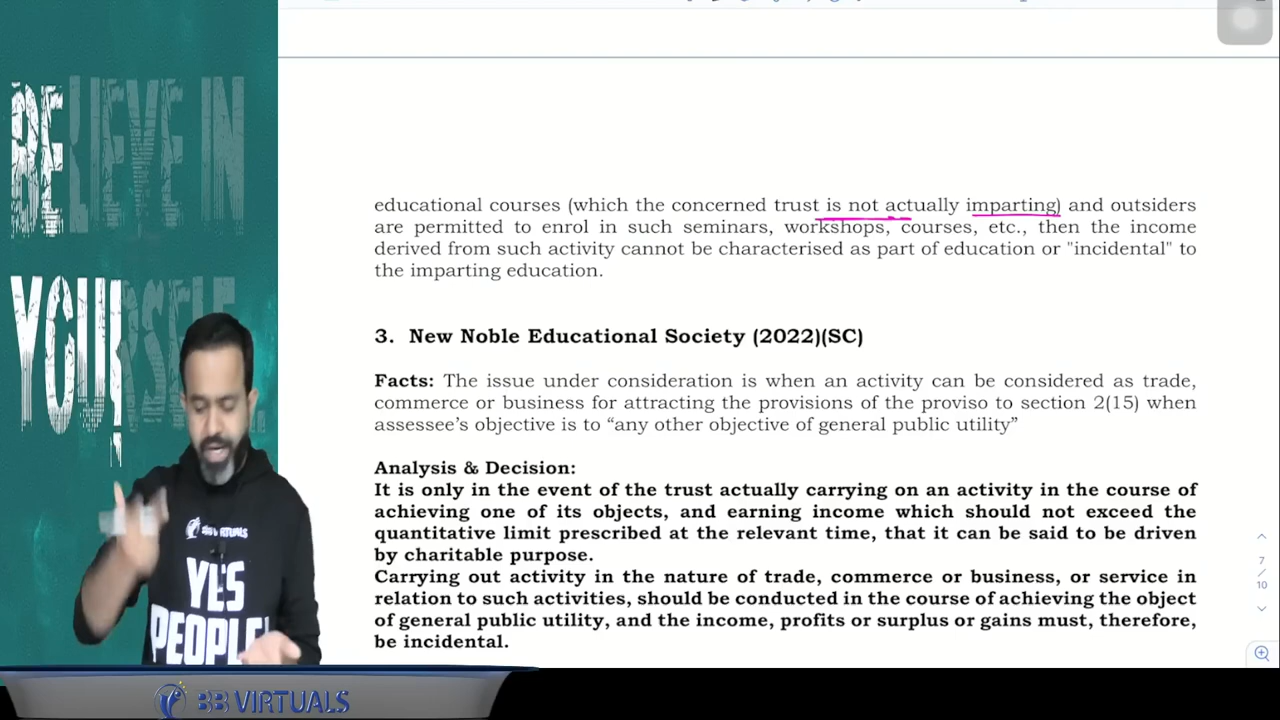 BELIEVE IN
YOURSELF.
educational courses (which the concerned trust is not actually imparting) and outsiders
are permitted to enrol in such seminars, workshops, courses, etc., then the income
derived from such activity cannot be characterised as part of education or "incidental" to
the imparting education.
3. New Noble Educational Society (2022)(SC)
Facts: The issue under consideration is when an activity can be considered as trade,
commerce or business for attracting the provisions of the proviso to section 2(15) when
assessee’s objective is to “any other objective of general public utility”
Analysis & Decision:
It is only in the event of the trust actually carrying on an activity in the course of
achieving one of its objects, and earning income which should not exceed the
quantitative limit prescribed at the relevant time, that it can be said to be driven
by charitable purpose.
Carrying out activity in the nature of trade, commerce or business, or service in
relation to such activities, should be conducted in the course of achieving the object
of general public utility, and the income, profits or surplus or gains must, therefore,
be incidental.
7
/
10
BB VIRTUALS
YES
PEOPLE!
BB VIRTUALS